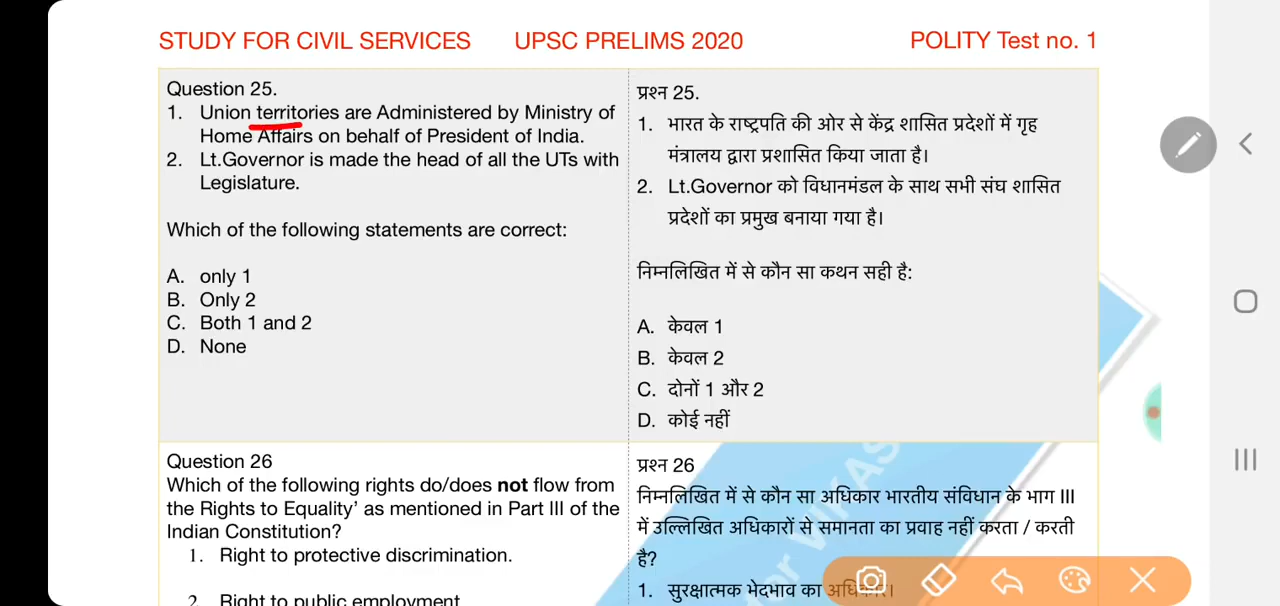 STUDY FOR CIVIL SERVICES UPSC PRELIMS 2020 POLITY Test no. 1
Question 25.
1. Union territories are Administered by Ministry of
Home Affairs on behalf of President of India.
2. Lt.Governor is made the head of all the UTs with
Legislature.
Which of the following statements are correct:
A. only 1
B. Only 2
C. Both 1 and 2
D. None
प्रश्न 25.
1. भारत के राष्ट्रपति की ओर से केंद्र शासित प्रदेशों में गृह
मंत्रालय द्वारा प्रशासित किया जाता है।
2. Lt.Governor को विधानमंडल के साथ सभी संघ शासित
प्रदेशों का प्रमुख बनाया गया है।
निम्नलिखित में से कौन सा कथन सही है:
A. केवल 1
B. केवल 2
C. दोनों 1 और 2
D. कोई नहीं
Question 26
Which of the following rights do/does not flow from
the Rights to Equality' as mentioned in Part III of the
Indian Constitution?
1. Right to protective discrimination.
2. Right to public employment
प्रश्न 26
निम्नलिखित में से कौन सा अधिकार भारतीय संविधान के भाग III
में उल्लिखित अधिकारों से समानता का प्रवाह नहीं करता / करती
है?
1. सुरक्षात्मक भेदभाव का अधिकार।